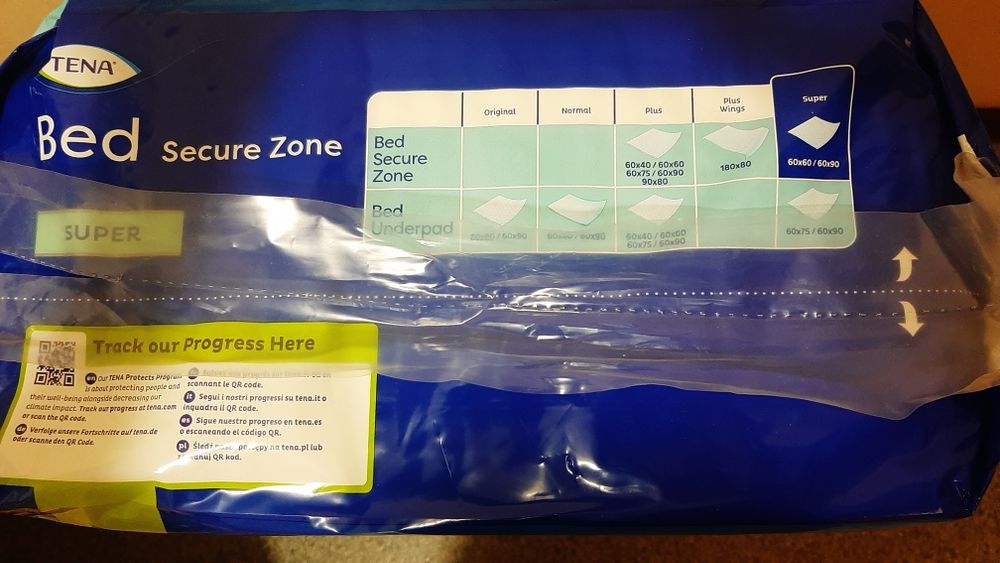 TENA
Bed Secure Zone
SUPER
Original Normal Plus Plus Wings Super
Bed
Secure
Zone
60x40 / 60x60
60x75 / 60x90
90x80
180x80
60x60 / 60x90
Bed
Underpad
60x60 / 60x90
60x40 / 60x60
60x75 / 60x90
60x75 / 60x90
Track our Progress Here
en Our TENA Protects Program
is about protecting people and
their well-being alongside decreasing our
climate impact. Track our progress at tena.com
or scan the QR code.
de Verfolge unsere Fortschritte auf tena.de
oder scanne den QR Code.
scannant le QR code.
it Segui i nostri progressi su tena.it o
inquadra il QR code.
es Sigue nuestro progreso en tena.es
o escaneando el código QR.
pl Śledź nasze postępy na tena.pl lub
QR kod.